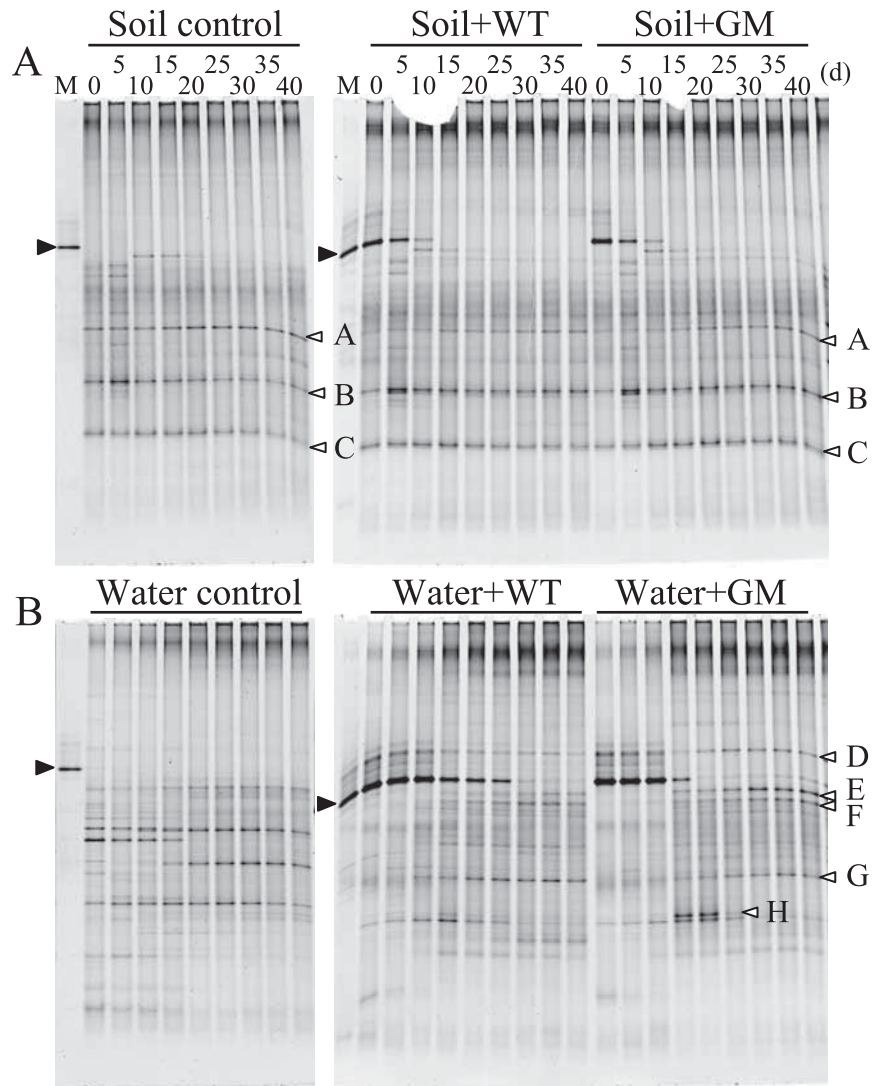 Soil control Soil+WT Soil+GM
A
5 15 25 35 5 15 25 35 5 15 25 35 (d)
M 0 10 20 30 40 M 0 10 20 30 40 0 10 20 30 40
A A
B B
C C
Water control Water+WT Water+GM
B
D
E
F
G
H